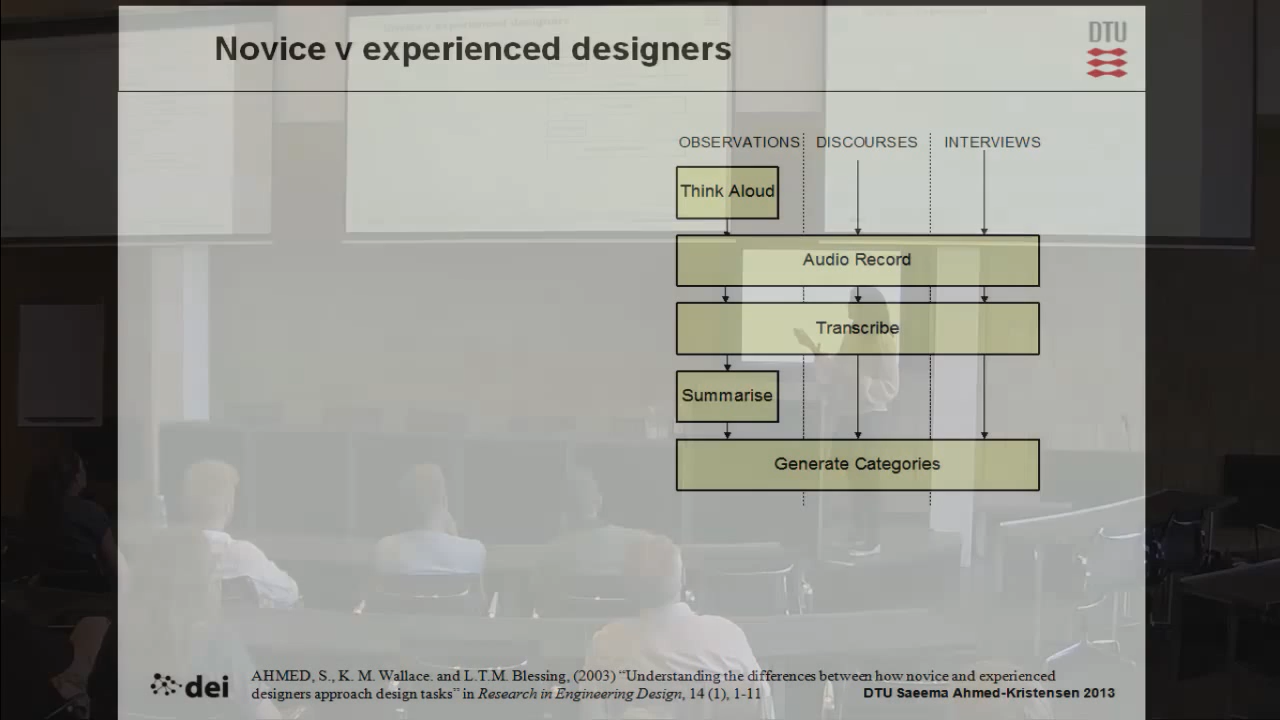 Novice v experienced designers
DTU
OBSERVATIONS DISCOURSES INTERVIEWS
Think Aloud
Audio Record
Transcribe
Summarise
Generate Categories
dei
AHMED, S., K. M. Wallace. and L.T.M. Blessing, (2003) “Understanding the differences between how novice and experienced
designers approach design tasks” in Research in Engineering Design, 14 (1), 1-11
DTU Saeema Ahmed-Kristensen 2013